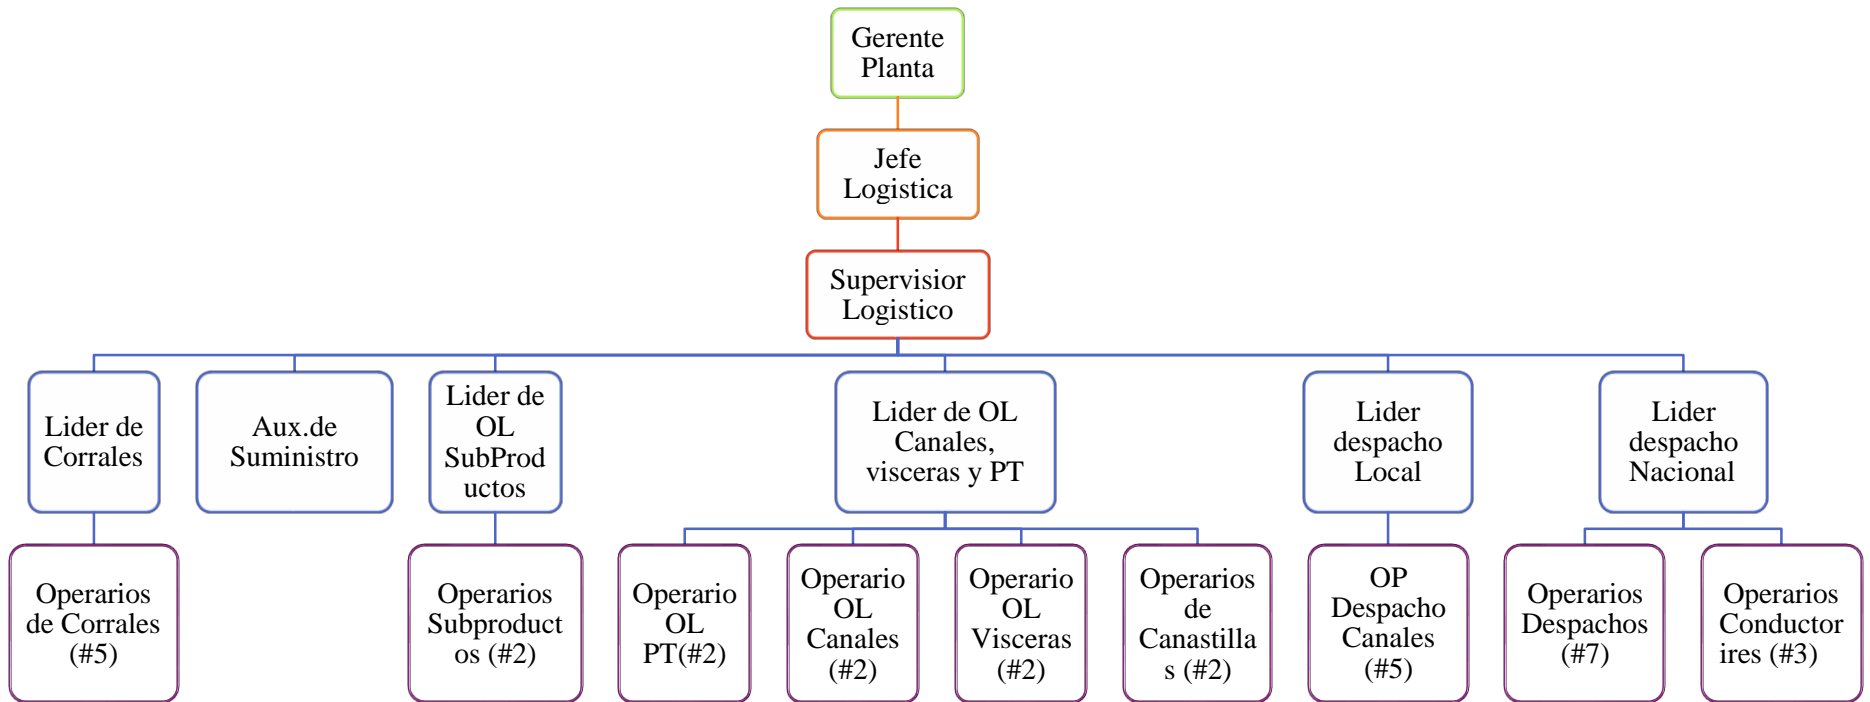 Gerente
Planta
Jefe
Logistica
Supervisior
Logistico
Lider de
Corrales
Aux.de
Suministro
Lider de
OL
SubProd
uctos
Lider de OL
Canales,
visceras y PT
Lider
despacho
Local
Lider
despacho
Nacional
Operarios
de Corrales
(#5)
Operarios
Subproduct
os (#2)
Operario
OL
PT(#2)
Operario
OL
Canales
(#2)
Operario
OL
Visceras
(#2)
Operarios
de
Canastilla
s (#2)
OP
Despacho
Canales
(#5)
Operarios
Despachos
(#7)
Operarios
Conductor
ires (#3)